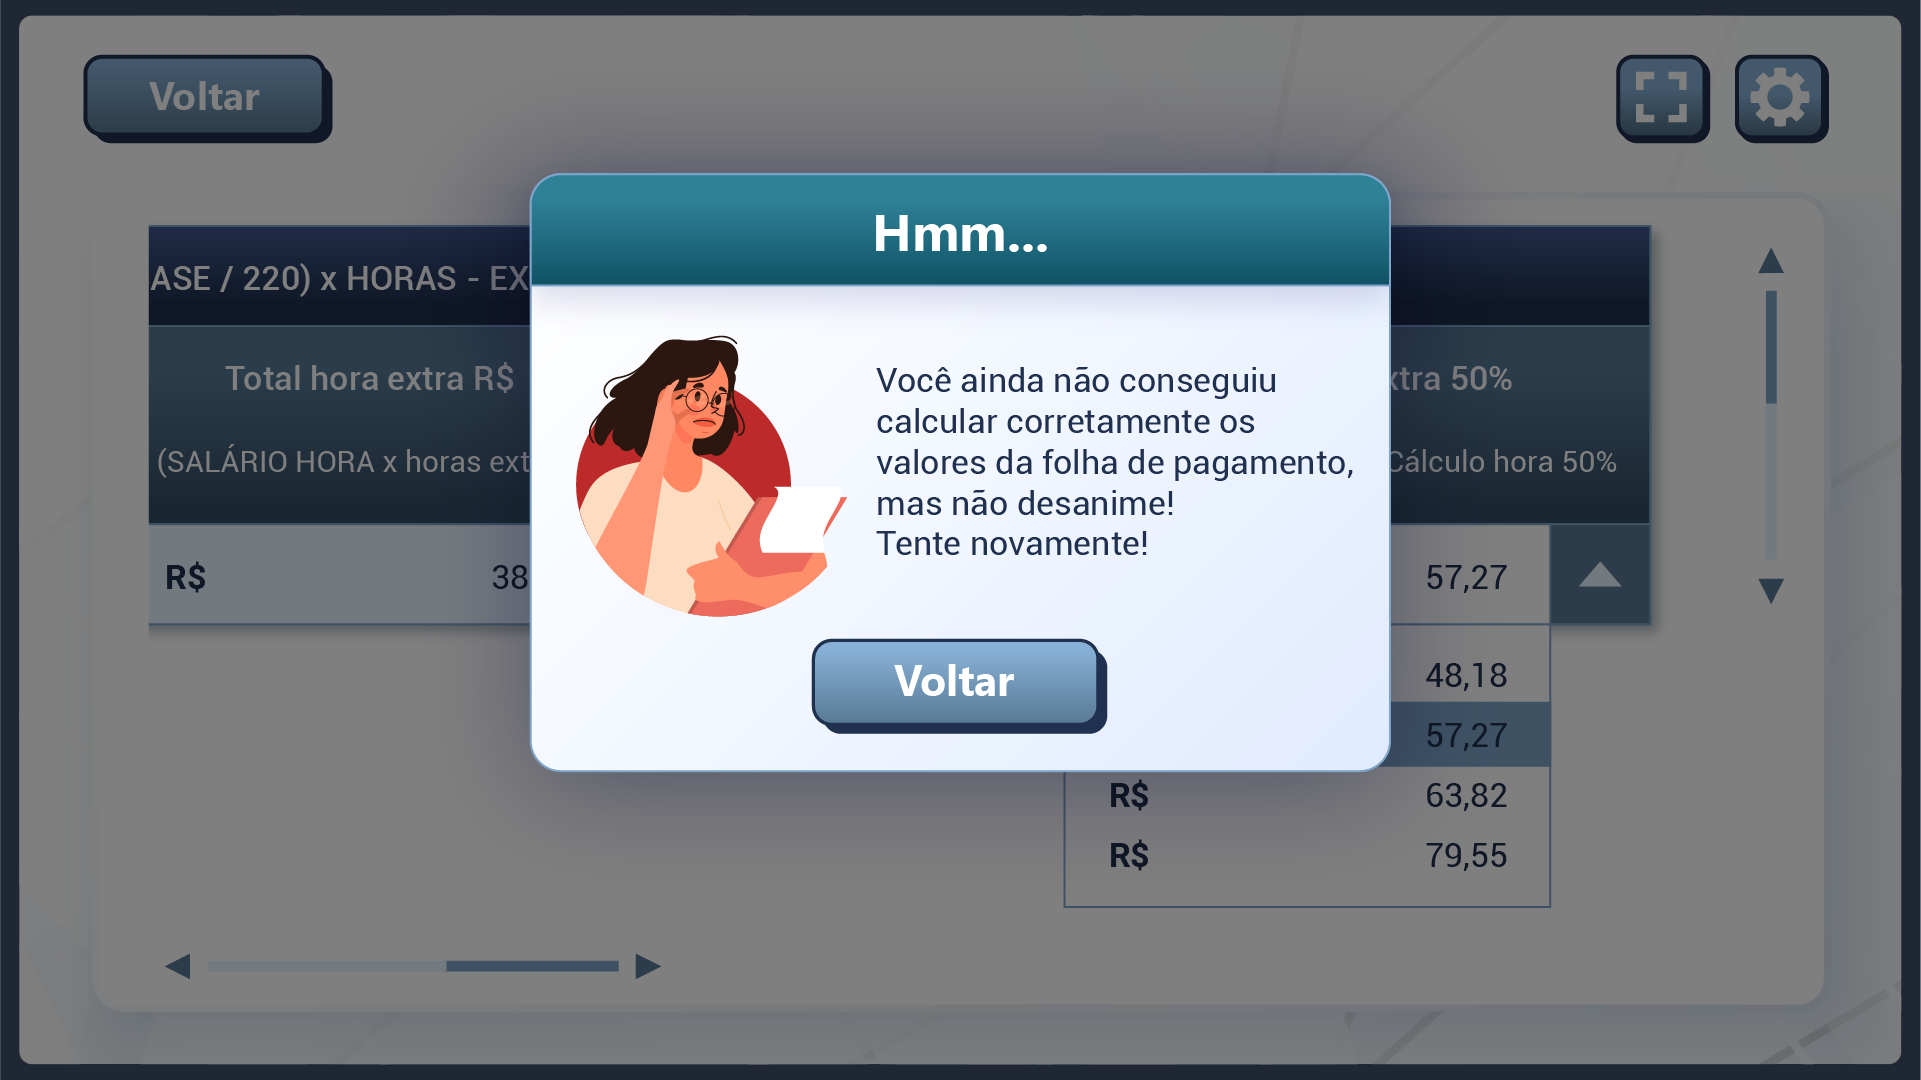 Voltar
ASE / 220) x HORAS - EX
Total hora extra R$
xtra 50%
(SALÁRIO HORA x horas ext
Cálculo hora 50%
R$ 38
57,27
48,18
57,27
R$ 63,82
R$ 79,55
Hmm...
Você ainda não conseguiu
calcular corretamente os
valores da folha de pagamento,
mas não desanime!
Tente novamente!
Voltar